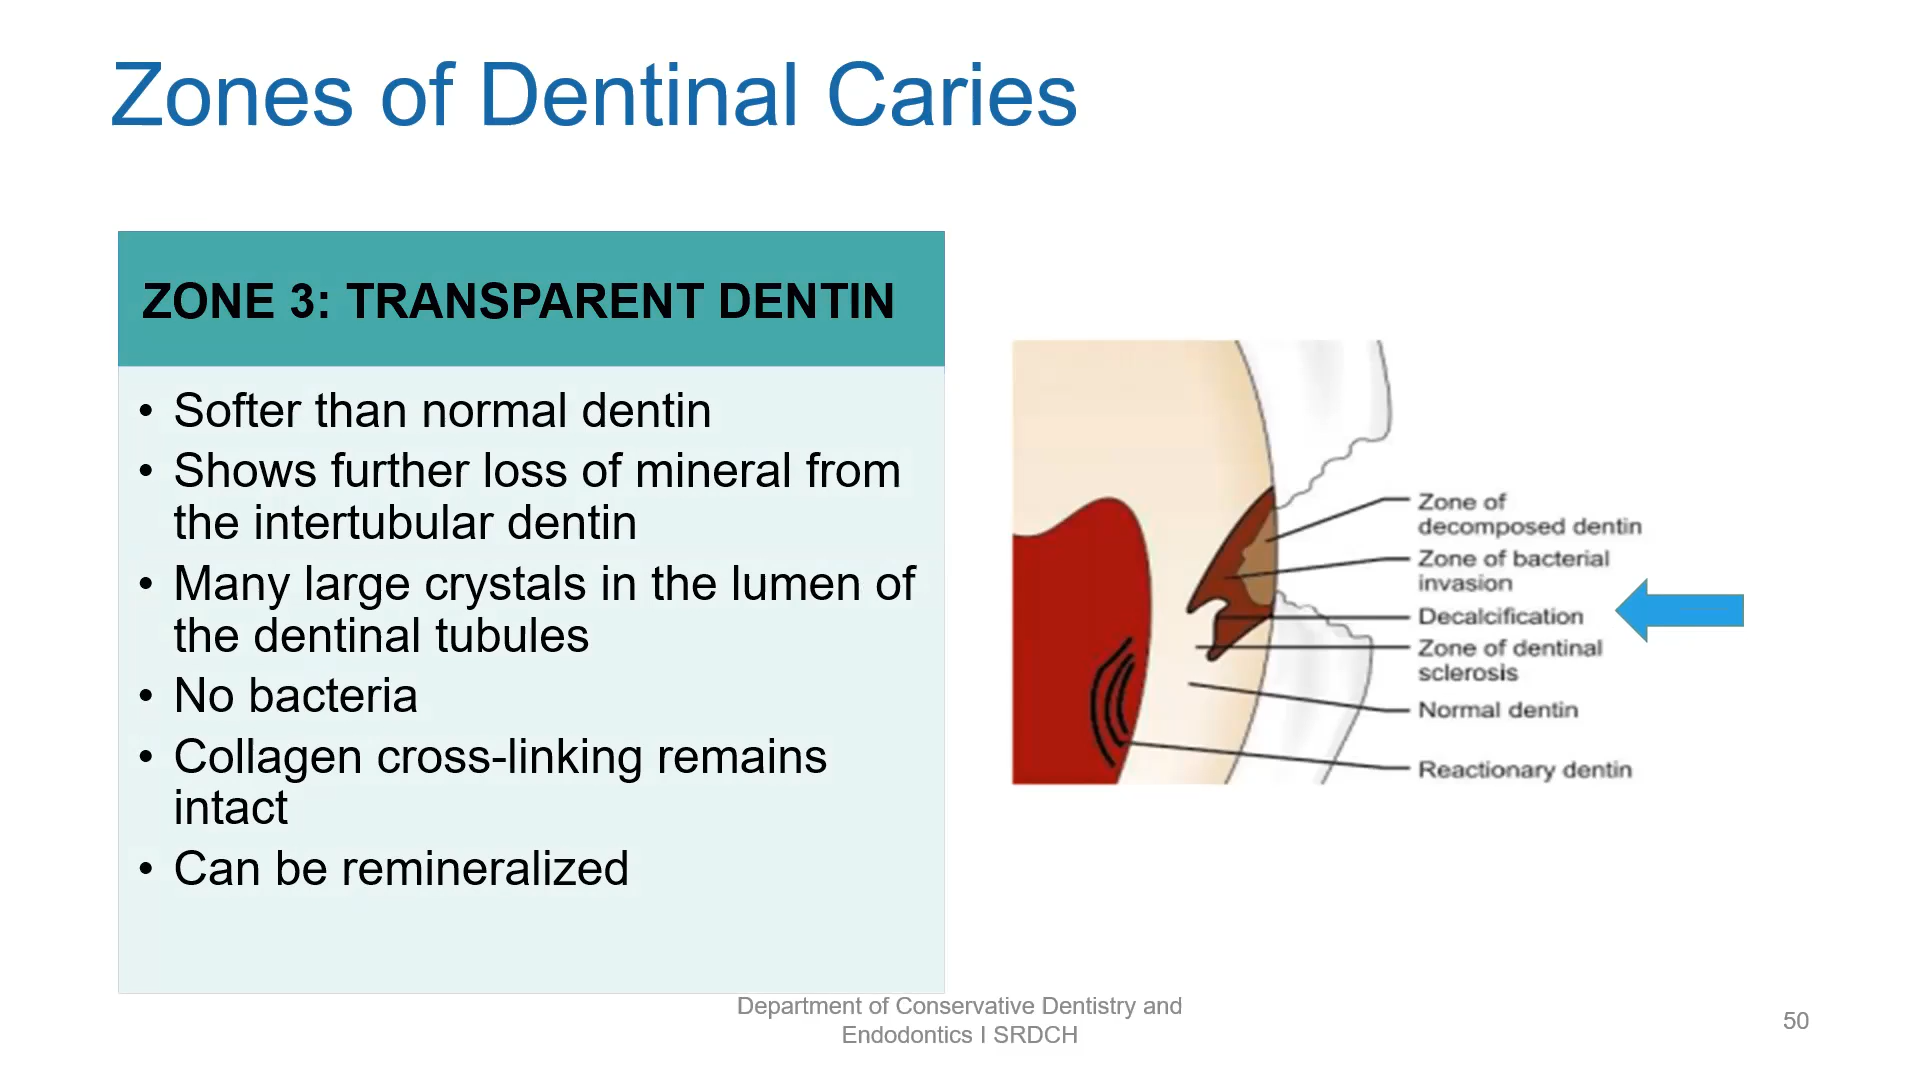 Zones of Dentinal Caries
ZONE 3: TRANSPARENT DENTIN
• Softer than normal dentin
• Shows further loss of mineral from
the intertubular dentin
• Many large crystals in the lumen of
the dentinal tubules
• No bacteria
• Collagen cross-linking remains
intact
• Can be remineralized
Zone of
decomposed dentin
Zone of bacterial
invasion
Decalcification
Zone of dentinal
sclerosis
Normal dentin
Reactionary dentin
Department of Conservative Dentistry and
Endodontics I SRDCH
50